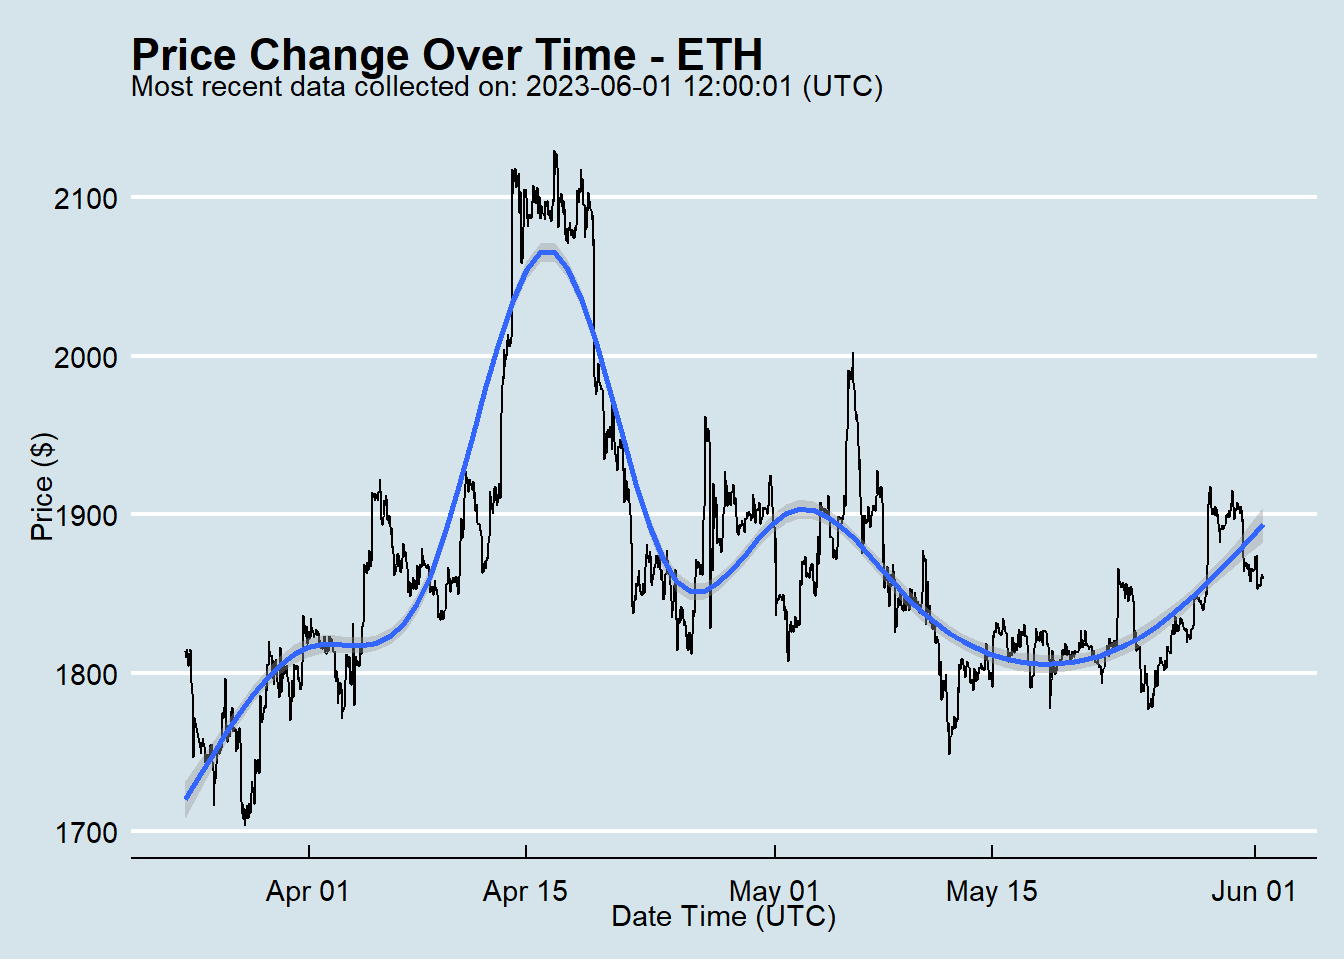 Price Change Over Time - ETH
Most recent data collected on: 2023-06-01 12:00:01 (UTC)
Price ($)
2100
2000
1900
1800
1700
Apr 01
Apr 15
May 01
May 15
Jun 01
Date Time (UTC)